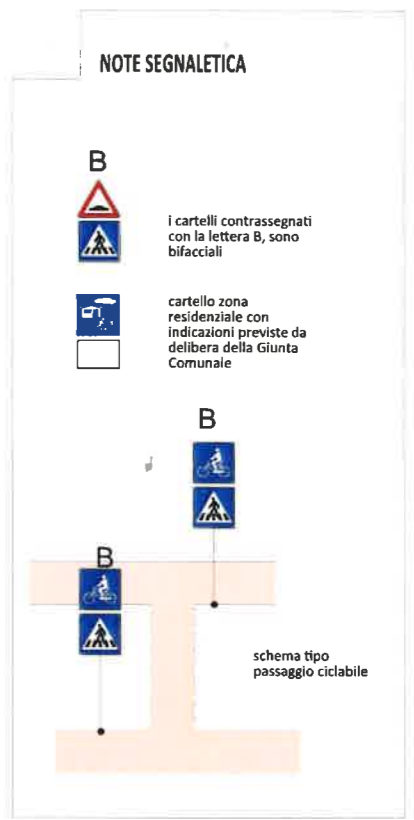 NOTE SEGNALETICA
B
i cartelli contrassegnati
con la lettera B, sono
bifacciali
cartello zona
residenziale con
indicazioni previste da
delibera della Giunta
Comunale
B
B
schema tipo
passaggio ciclabile